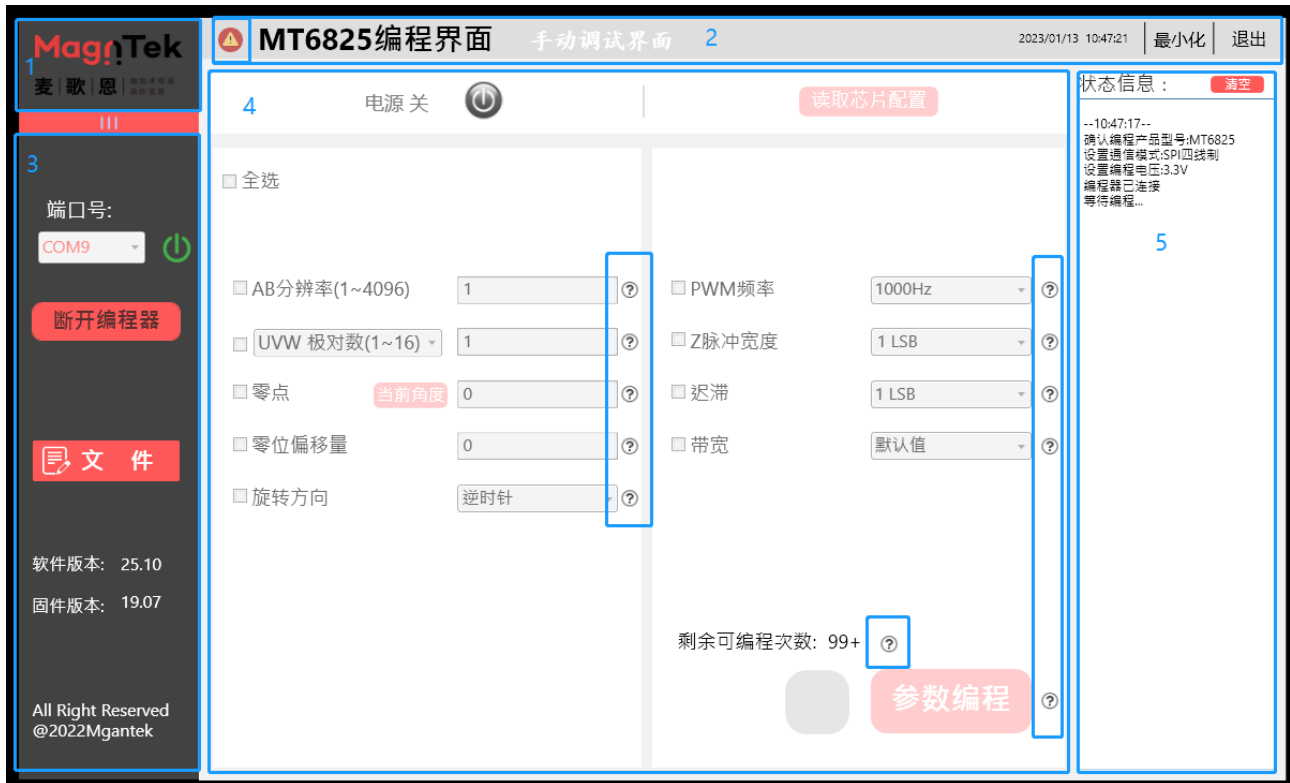 MagnTek
麦 歌 恩
1
MT6825编程界面 手动调试界面 2
2023/01/13 10:47:21 最小化 退出
3
端口号:
COM9
断开编程器
文 件
软件版本: 25.10
固件版本: 19.07
All Right Reserved
@2022Mgantek
4
电源 关
读取芯片配置
全选
AB分辨率(1~4096) 1
UVW 极对数(1~16) 1
零点 当前角度 0
零位偏移量 0
旋转方向 逆时针
PWM频率 1000Hz
Z脉冲宽度 1 LSB
迟滞 1 LSB
带宽 默认值
剩余可编程次数: 99+
参数编程
状态信息： 清空
--10:47:17--
确认编程产品型号:MT6825
设置通信模式:SPI四线制
设置编程电压:3.3V
编程器已连接
等待编程...
5